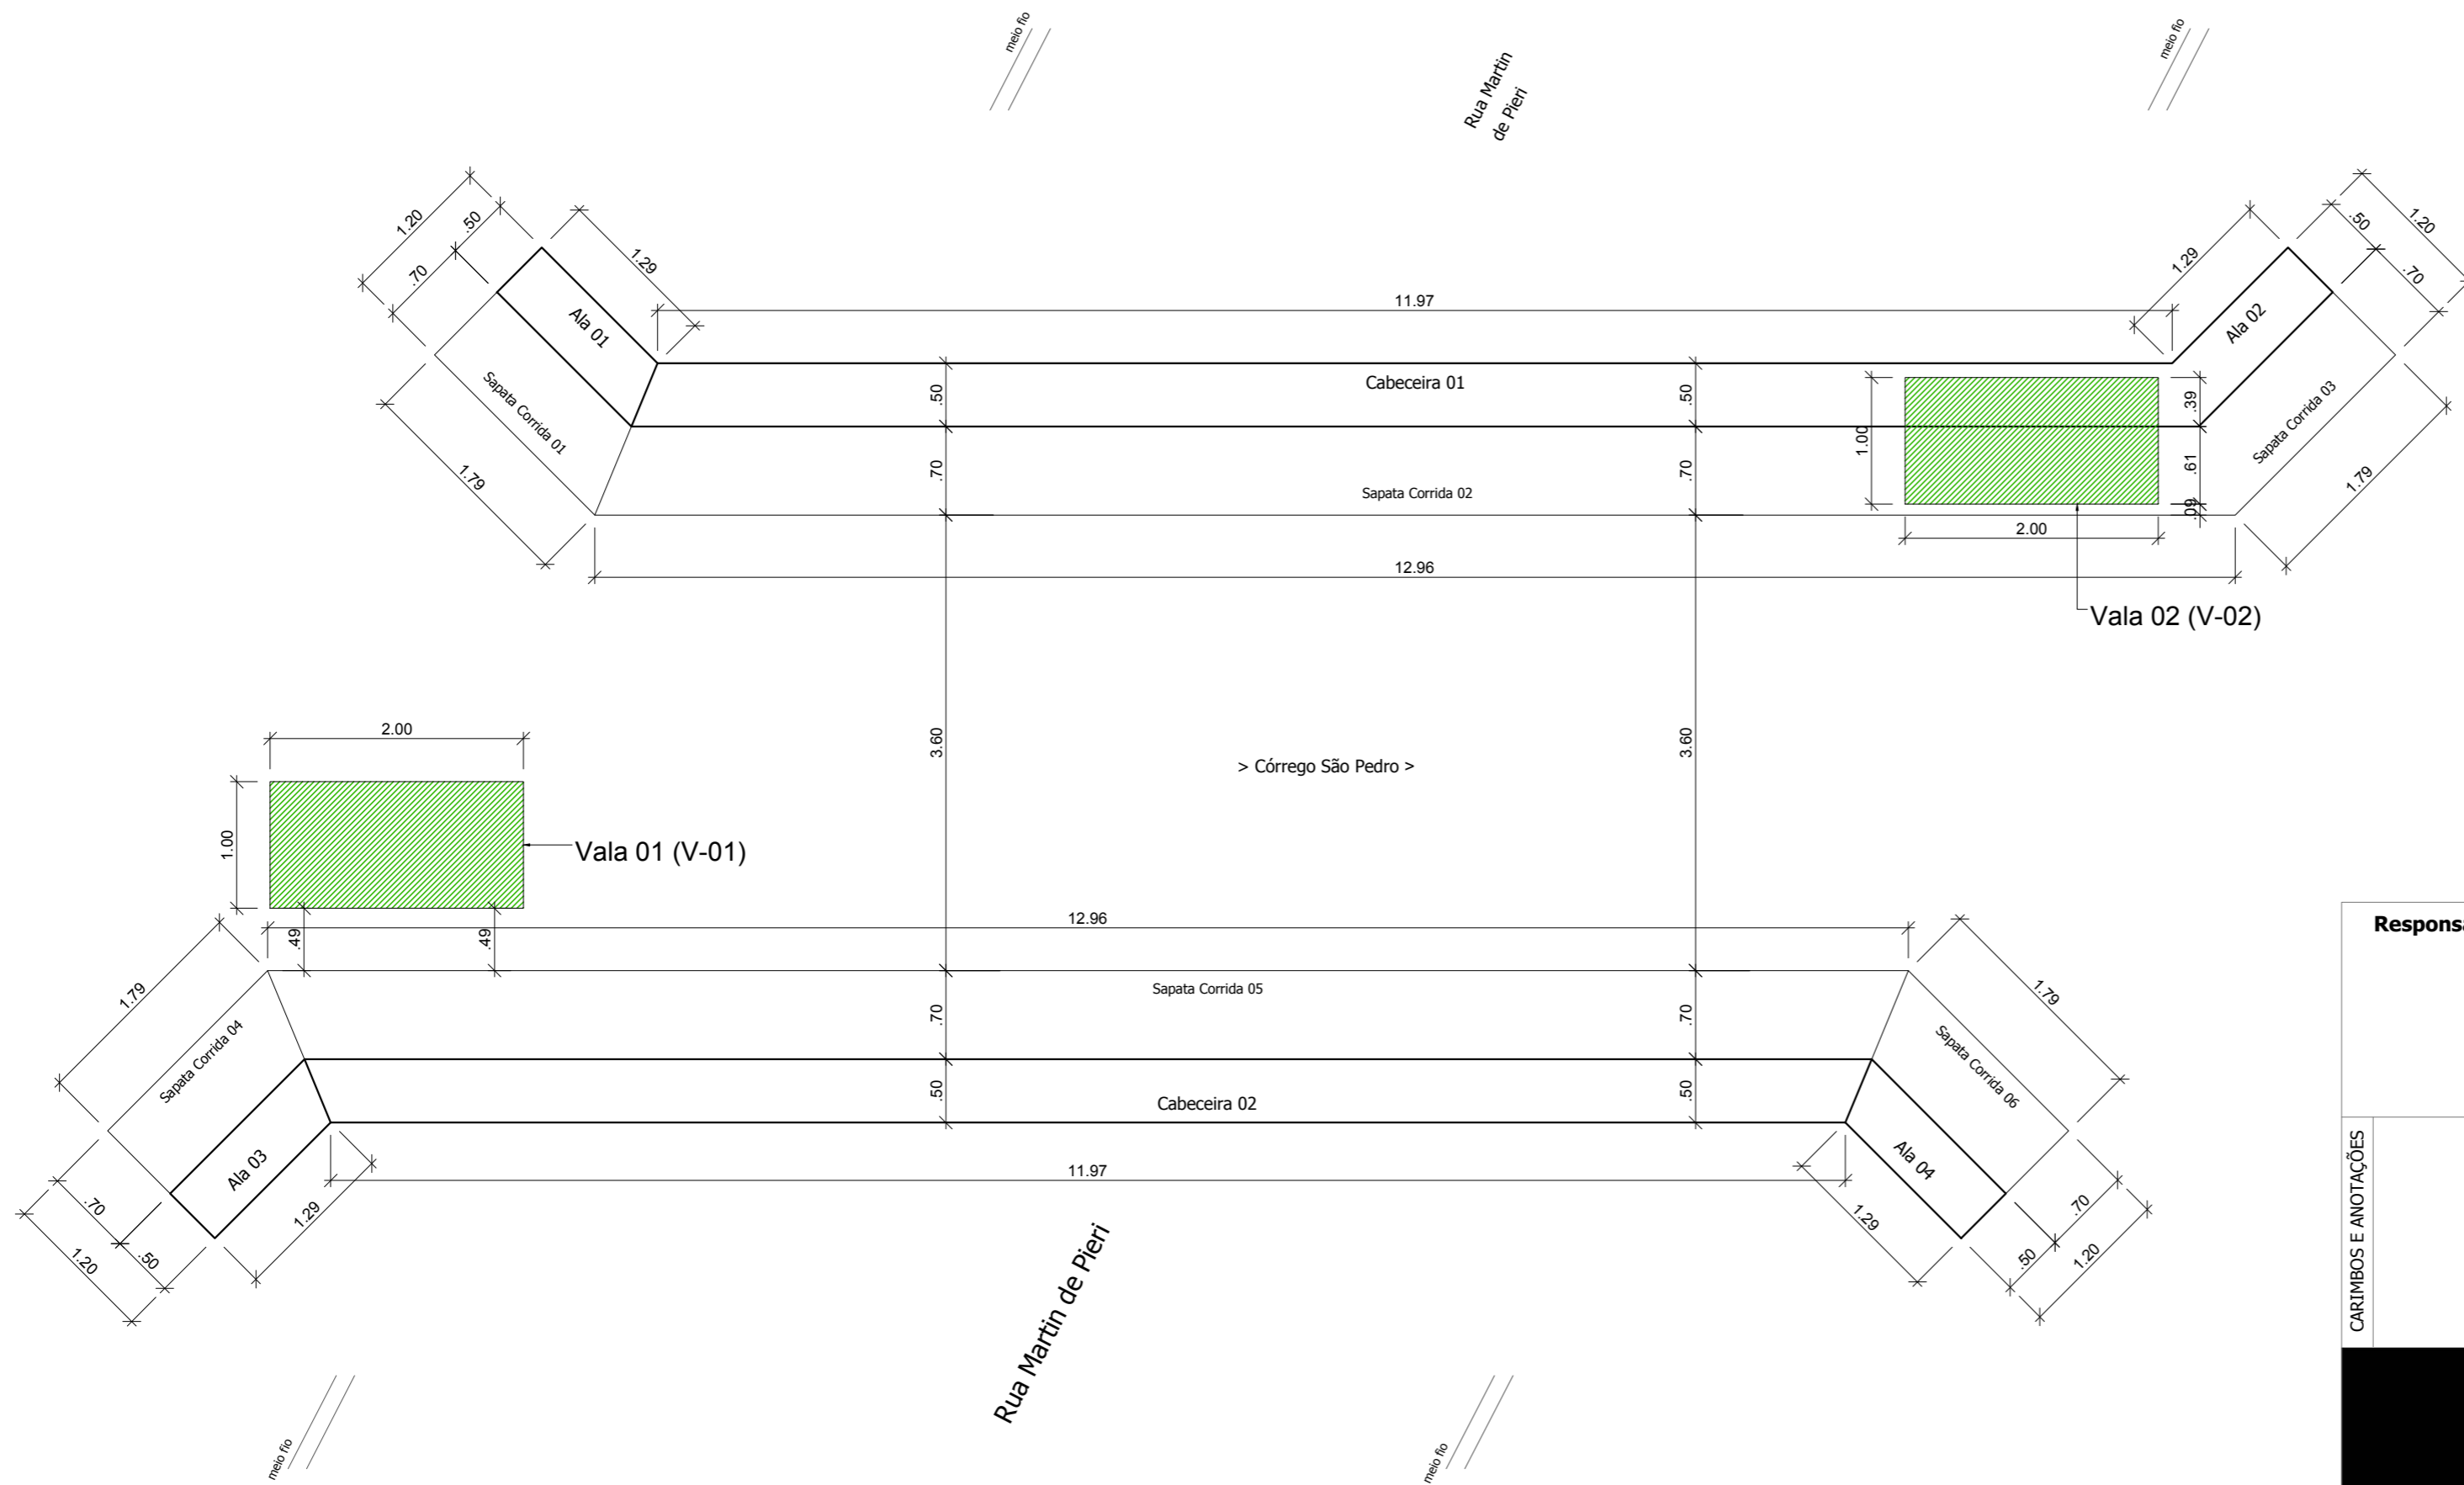 meio fio
meio fio
Rua Martin
de Pieri
1.20
.50
.70
1.29
1.29
.50
1.20
.70
11.97
Ala 01
Ala 02
Cabeceira 01
.50
.50
.39
1.00
Sapata Corrida 01
Sapata Corrida 03
1.79
.70
.70
.61
1.79
Sapata Corrida 02
.09
2.00
12.96
Vala 02 (V-02)
2.00
3.60
3.60
> Córrego São Pedro >
1.00
Vala 01 (V-01)
12.96
.49
.49
1.79
1.79
Sapata Corrida 05
.70
.70
Sapata Corrida 04
Sapata Corrida 06
.50
.50
Cabeceira 02
Ala 03
Ala 04
11.97
.70
1.29
1.29
.70
.50
1.20
.50
1.20
Rua Martin de Pieri
meio fio
meio fio
CARIMBOS E ANOTAÇÕES